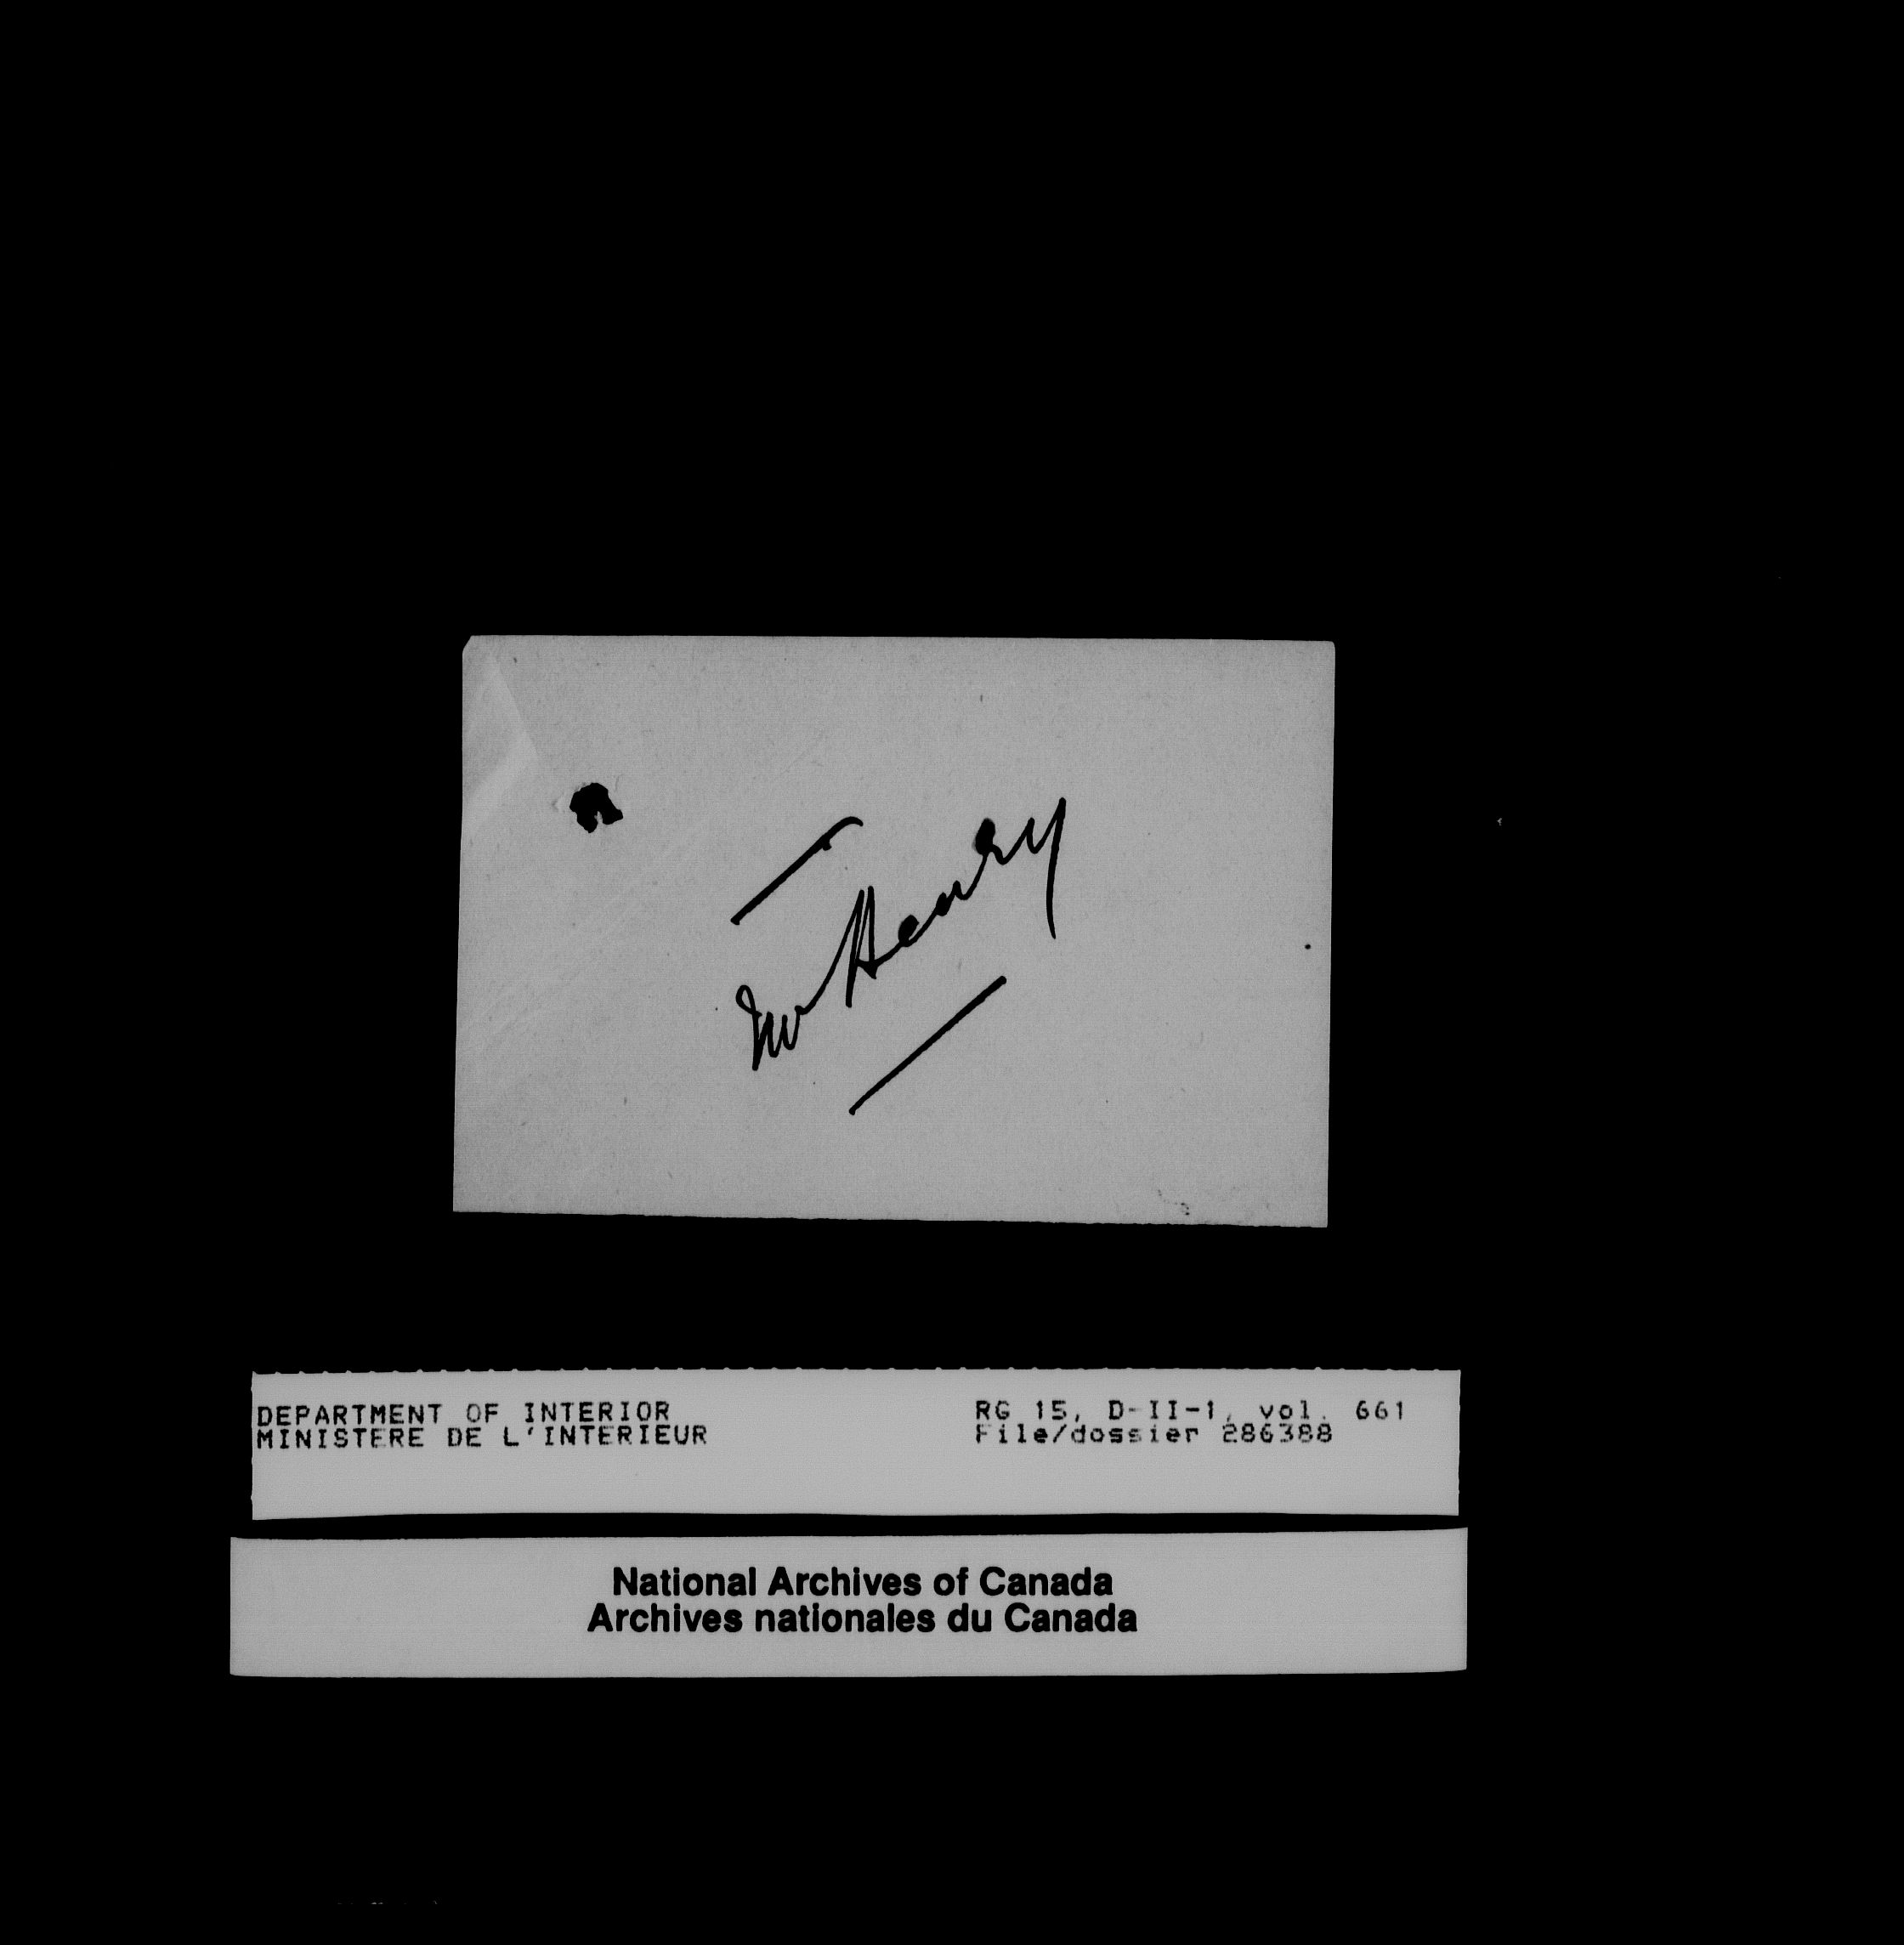 Mr Henry
DEPARTMENT OF INTERIOR
MINISTERE DE L'INTERIEUR
RG 15, D-II-1, vol. 661
File/dossier 286388
National Archives of Canada
Archives nationales du Canada